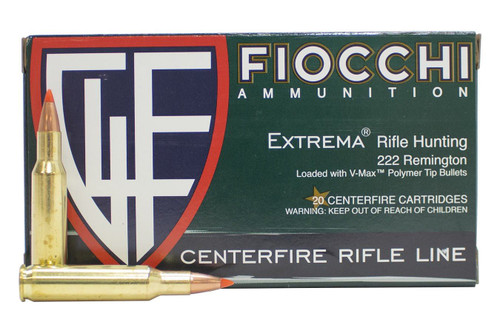 FIOCCHI
AMMUNITION
EXTREMA® Rifle Hunting
222 Remington
Loaded with V-Max™ Polymer Tip Bullets
20 CENTERFIRE CARTRIDGES
WARNING: KEEP OUT OF REACH OF CHILDREN
CENTERFIRE RIFLE LINE